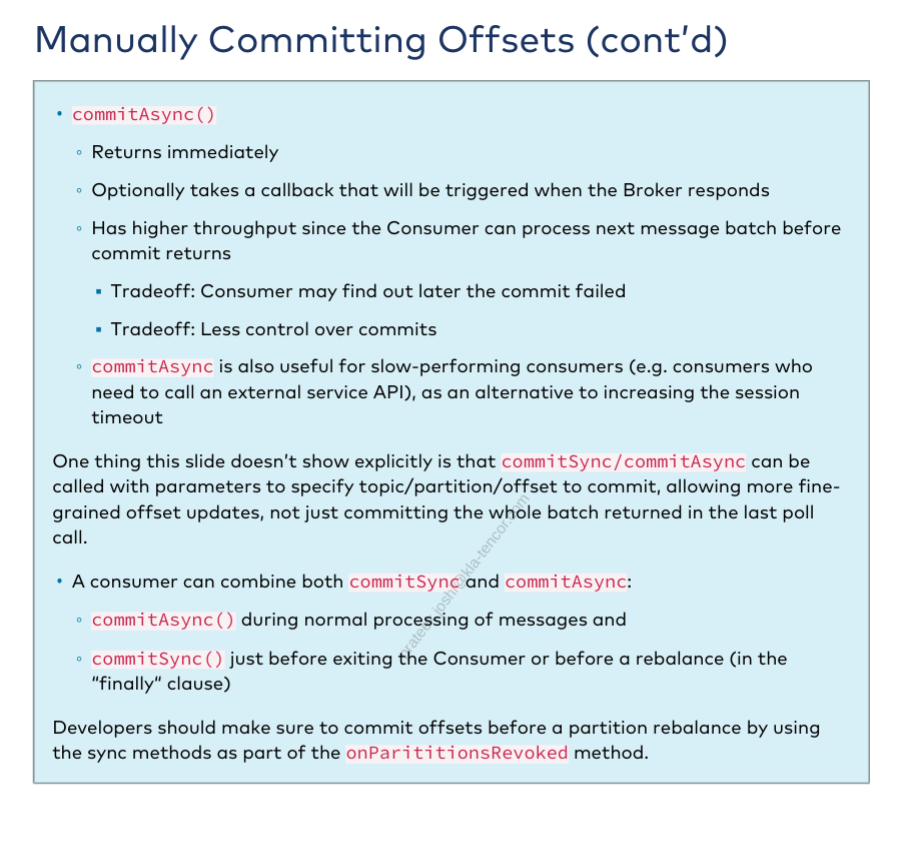 Manually Committing Offsets (cont'd)
• commitAsync()
◦ Returns immediately
◦ Optionally takes a callback that will be triggered when the Broker responds
◦ Has higher throughput since the Consumer can process next message batch before
commit returns
▪ Tradeoff: Consumer may find out later the commit failed
▪ Tradeoff: Less control over commits
◦ commitAsync is also useful for slow-performing consumers (e.g. consumers who
need to call an external service API), as an alternative to increasing the session
timeout
One thing this slide doesn't show explicitly is that commitSync/commitAsync can be
called with parameters to specify topic/partition/offset to commit, allowing more fine-
grained offset updates, not just committing the whole batch returned in the last poll
call.
• A consumer can combine both commitSync and commitAsync:
◦ commitAsync() during normal processing of messages and
◦ commitSync() just before exiting the Consumer or before a rebalance (in the
"finally" clause)
Developers should make sure to commit offsets before a partition rebalance by using
the sync methods as part of the onParititionsRevoked method.